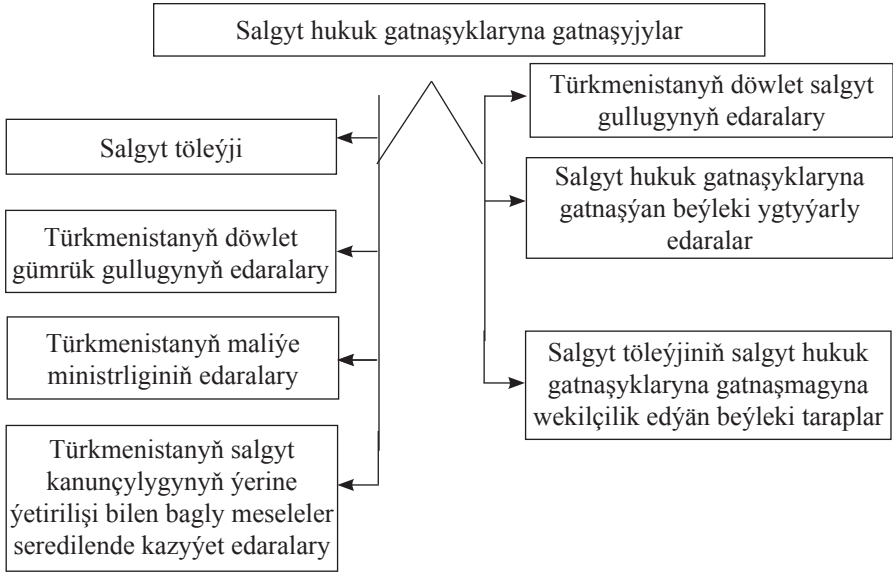 Salgyt hukuk gatnaşyklaryna gatnaşyjylar
Salgyt töleýji
Türkmenistanyň döwlet
gümrük gullugynyň edaralary
Türkmenistanyň maliýe
ministrliginiň edaralary
Türkmenistanyň salgyt
kanunçylygynyň ýerine
ýetirilişi bilen bagly meseleler
seredilende kazyýet edaralary
Türkmenistanyň döwlet salgyt
gullugynyň edaralary
Salgyt hukuk gatnaşyklaryna
gatnaşýan beýleki ygtyýarly
edaralar
Salgyt töleýjiniň salgyt hukuk
gatnaşyklaryna gatnaşmagyna
wekilçilik edýän beýleki taraplar